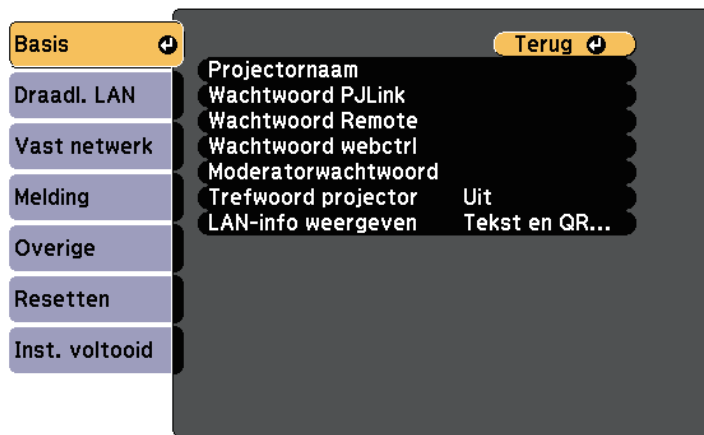 Basis
Draadl. LAN
Vast netwerk
Melding
Overige
Resetten
Inst. voltooid
Terug
Projectornaam
Wachtwoord PJLink
Wachtwoord Remote
Wachtwoord webctrl
Moderatorwachtwoord
Trefwoord projector Uit
LAN-info weergeven Tekst en QR...